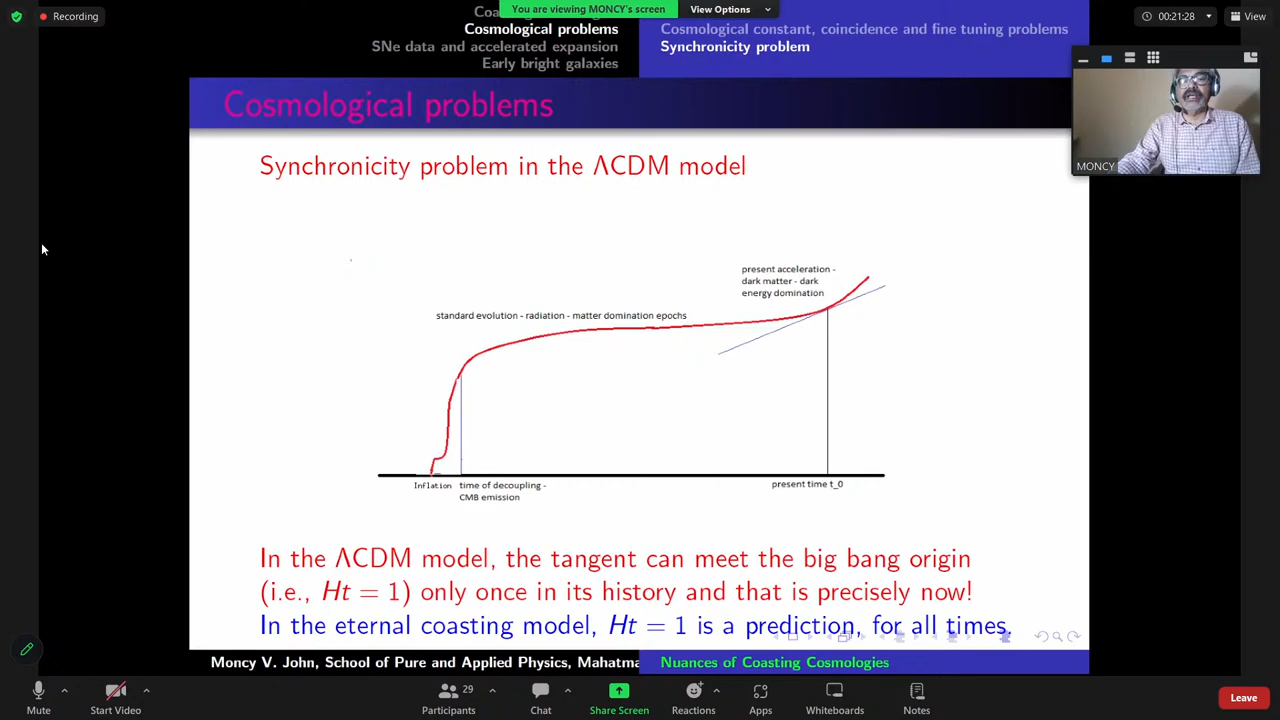 Recording
You are viewing MONCY's screen
View Options
00:21:28
View
Cosmological problems
SNe data and accelerated expansion
Early bright galaxies
Cosmological constant, coincidence and fine tuning problems
Synchronicity problem
MONCY
Cosmological problems
Synchronicity problem in the ΛCDM model
present acceleration -
dark matter - dark
energy domination
standard evolution - radiation - matter domination epochs
Inflation
time of decoupling -
CMB emission
present time t_0
In the ΛCDM model, the tangent can meet the big bang origin
(i.e., Ht = 1) only once in its history and that is precisely now!
In the eternal coasting model, Ht = 1 is a prediction, for all times.
Moncy V. John, School of Pure and Applied Physics, Mahatma
Nuances of Coasting Cosmologies
Mute
Start Video
29
Participants
Chat
Share Screen
Reactions
Apps
Whiteboards
Notes
Leave